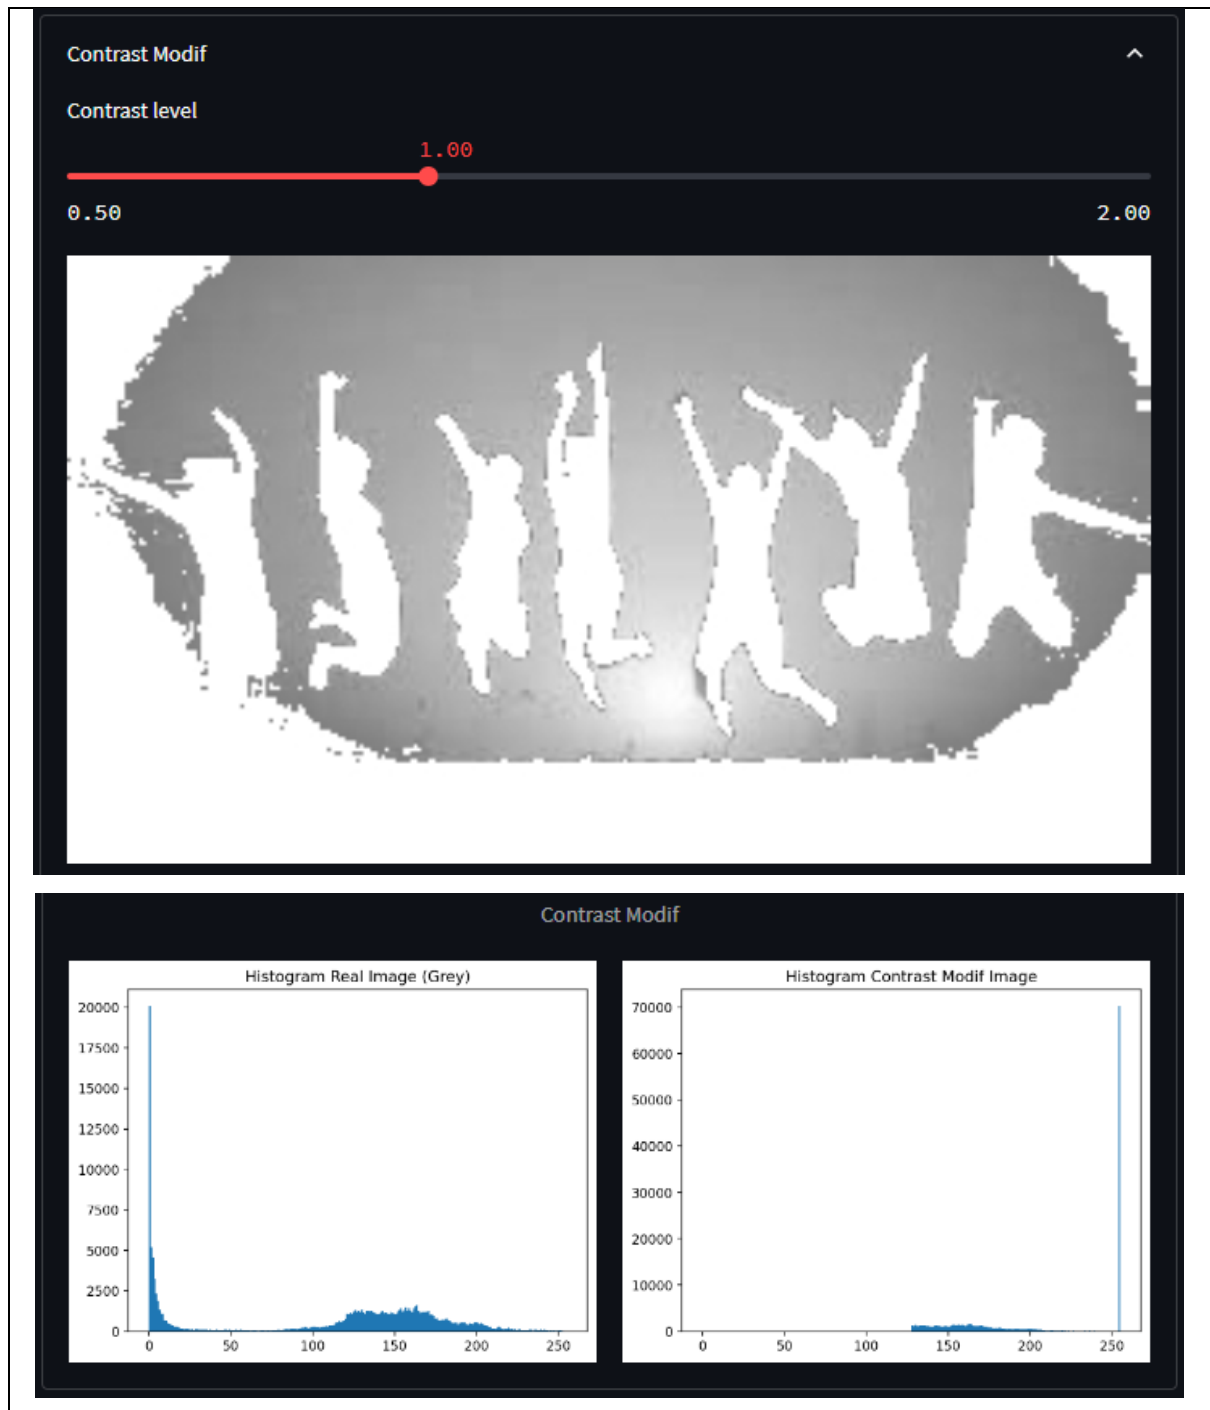 Contrast Modif
Contrast level
1.00
0.50 2.00
Contrast Modif
Histogram Real Image (Grey)
20000
17500
15000
12500
10000
7500
5000
2500
0
0 50 100 150 200 250
Histogram Contrast Modif Image
70000
60000
50000
40000
30000
20000
10000
0
0 50 100 150 200 250